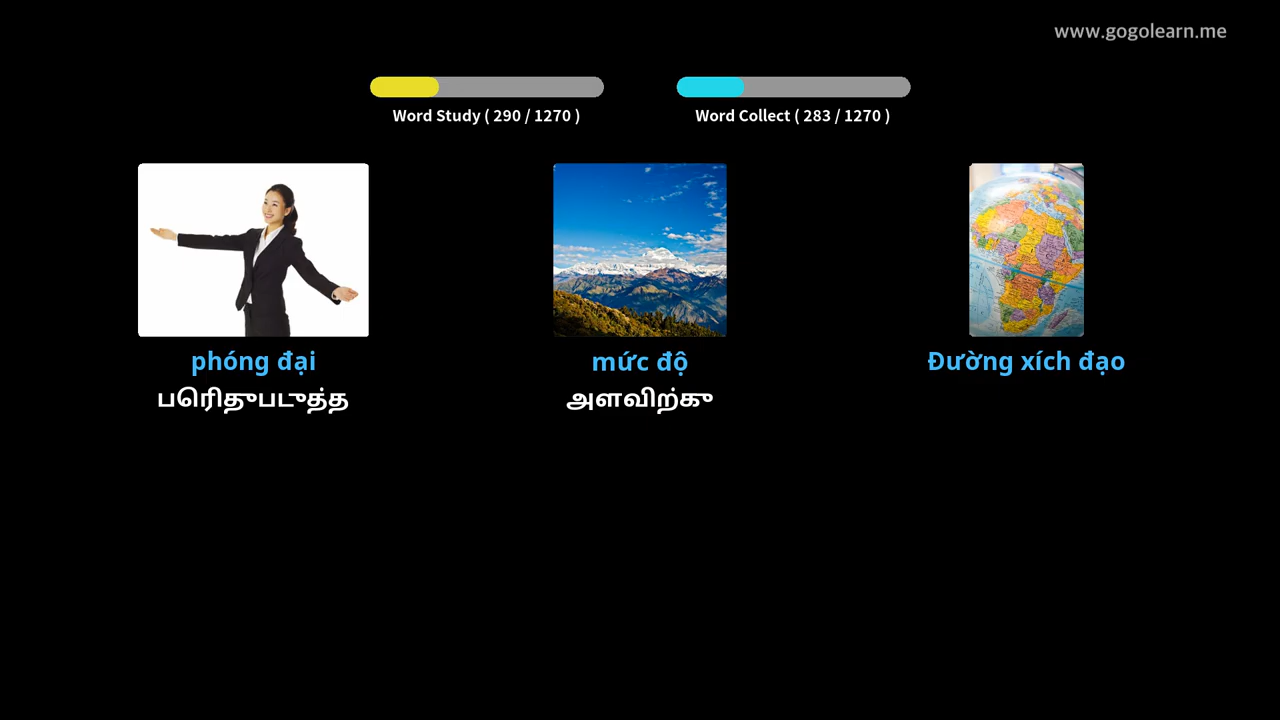 www.gogolearn.me
Word Study ( 290 / 1270 )
Word Collect ( 283 / 1270 )
phóng đại
mức độ
Đường xích đạo
பெரிதுபடுத்த
அளவிற்கு